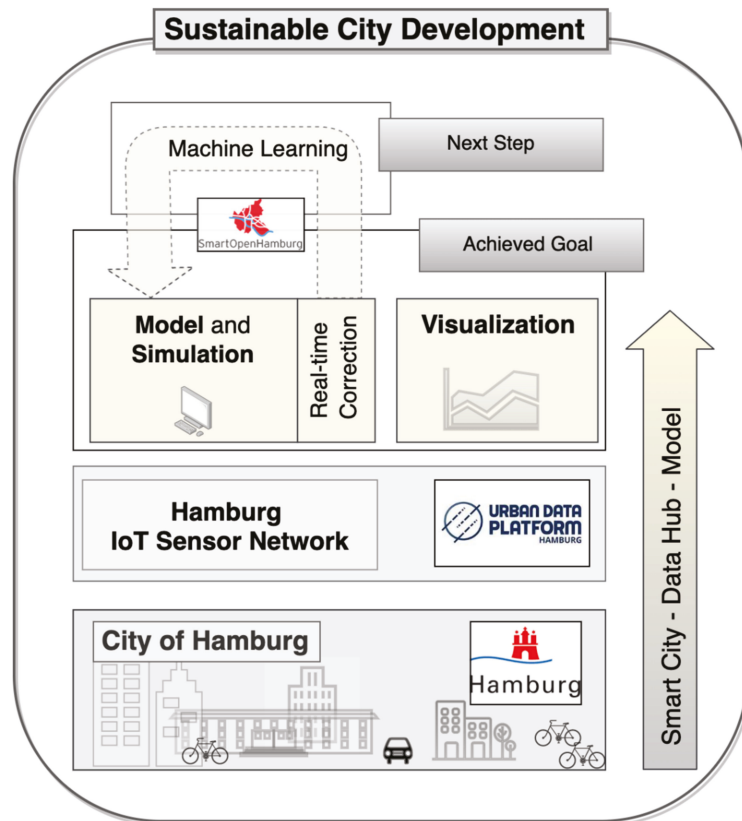 Sustainable City Development
Machine Learning
Next Step
SmartOpenHamburg
Achieved Goal
Model and
Simulation
Real-time
Correction
Visualization
Hamburg
IoT Sensor Network
URBAN DATA
PLATFORM
HAMBURG
City of Hamburg
Hamburg
Smart City - Data Hub - Model